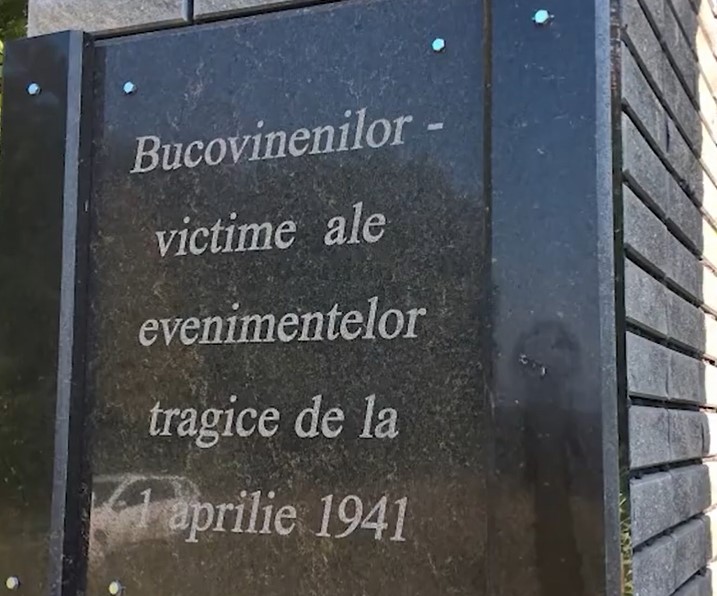 Bucovinenilor -
victime ale
evenimentelor
tragice de la
1 aprilie 1941